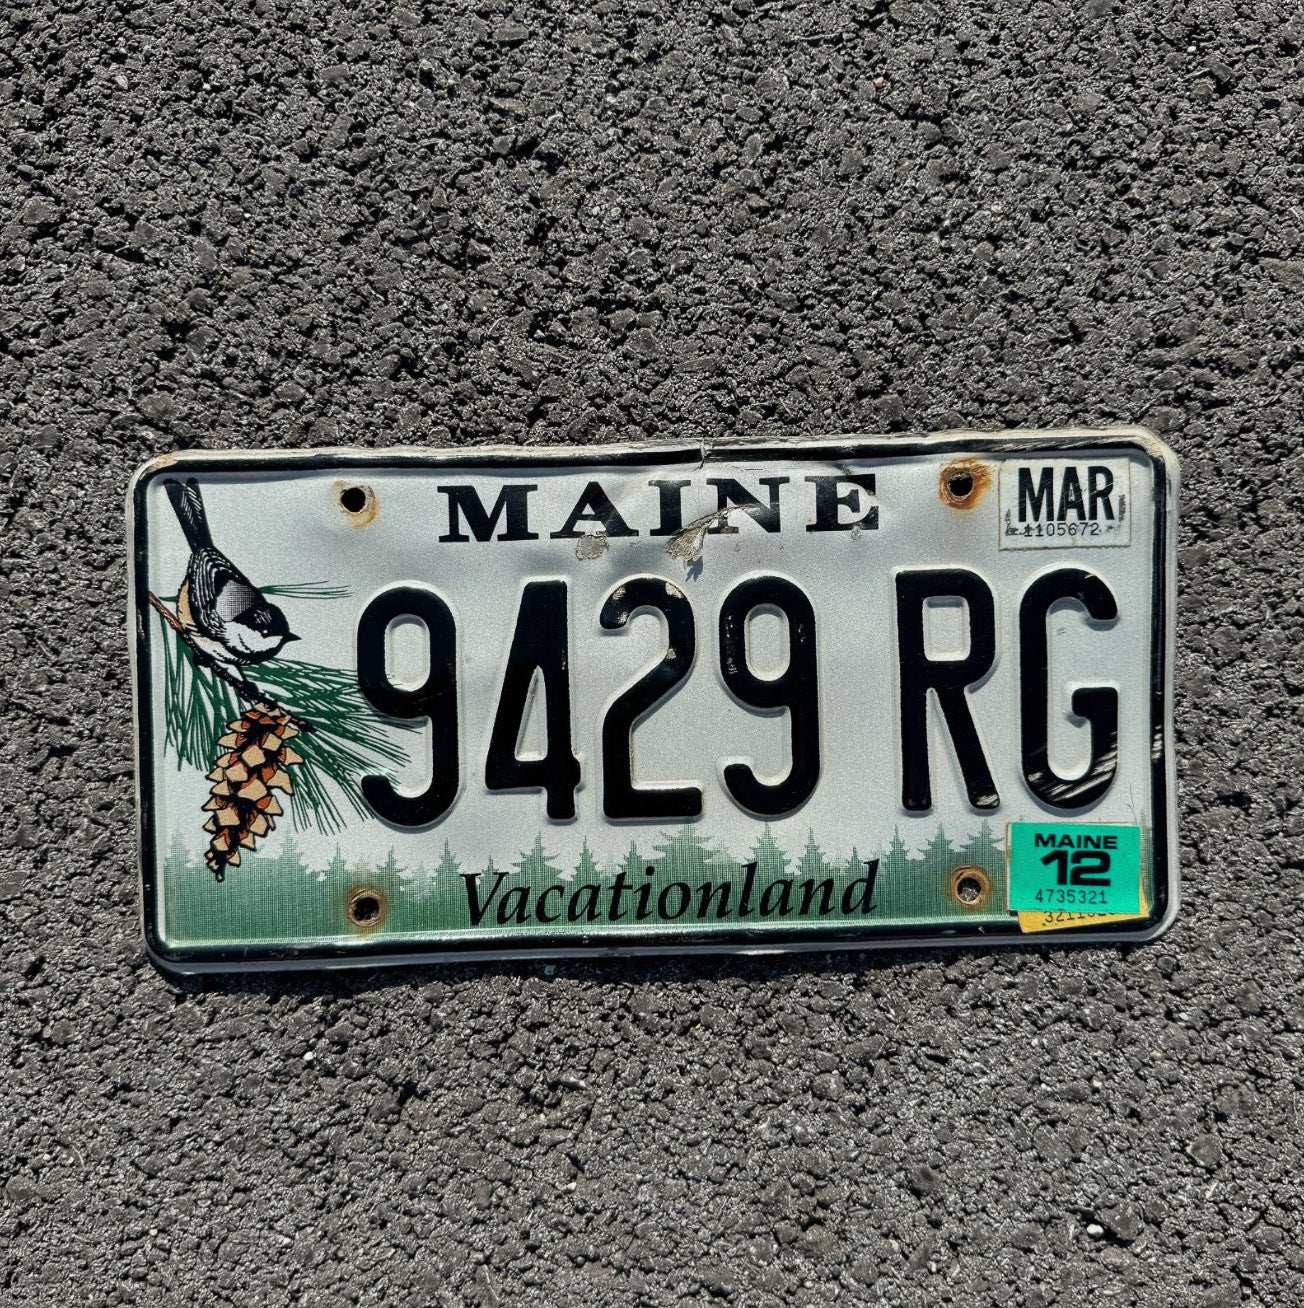 MAINE
MAR
1105672
9429 RG
Vacationland
MAINE
12
4735321